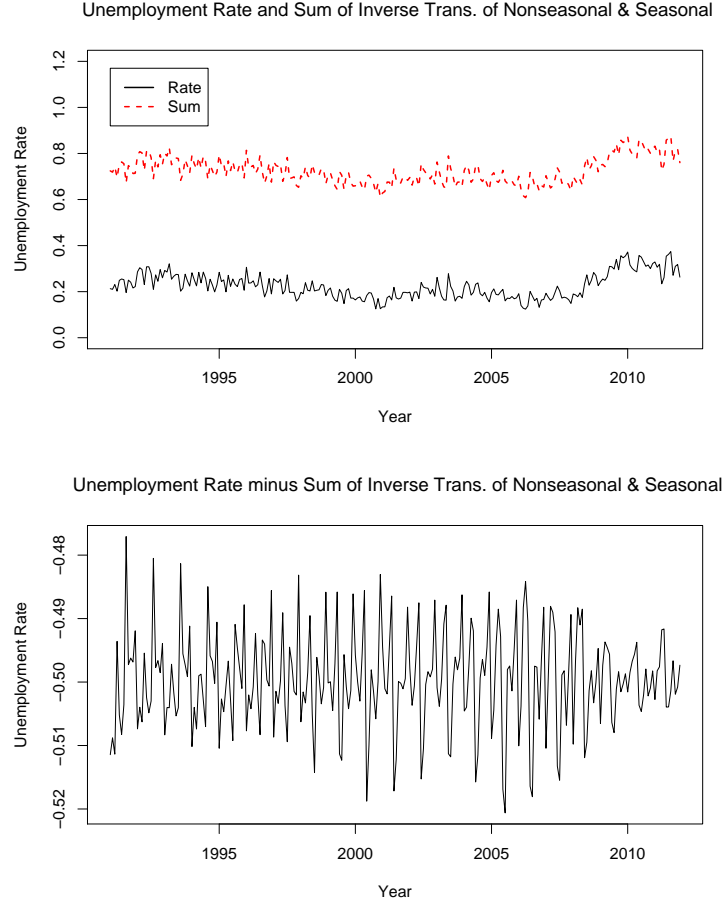 Unemployment Rate and Sum of Inverse Trans. of Nonseasonal & Seasonal
1.2
1.0
0.8
0.6
0.4
0.2
0.0
Unemployment Rate
Rate
Sum
1995
2000
2005
2010
Year
Unemployment Rate minus Sum of Inverse Trans. of Nonseasonal & Seasonal
−0.48
−0.49
−0.50
−0.51
−0.52
Unemployment Rate
1995
2000
2005
2010
Year